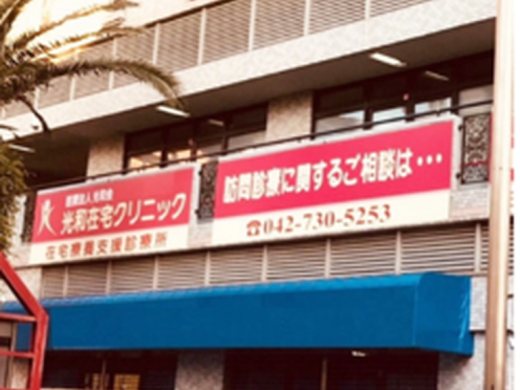 医療法人光和会
光和在宅クリニック
在宅療養支援診療所
訪問診療に関するご相談は・・・
☎042-730-5253